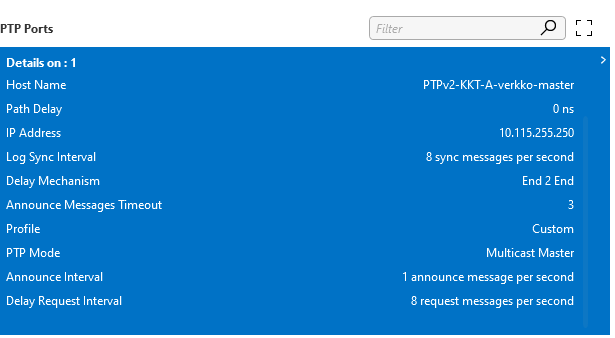 PTP Ports
Filter
Details on : 1
Host Name PTPv2-KKT-A-verkko-master
Path Delay 0 ns
IP Address 10.115.255.250
Log Sync Interval 8 sync messages per second
Delay Mechanism End 2 End
Announce Messages Timeout 3
Profile Custom
PTP Mode Multicast Master
Announce Interval 1 announce message per second
Delay Request Interval 8 request messages per second